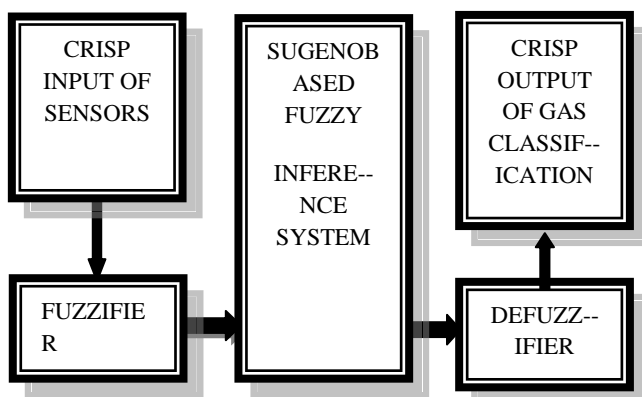 CRISP
INPUT OF
SENSORS
FUZZIFIE
R
SUGENOB
ASED
FUZZY
INFERE--
NCE
SYSTEM
DEFUZZ--
IFIER
CRISP
OUTPUT
OF GAS
CLASSIF--
ICATION